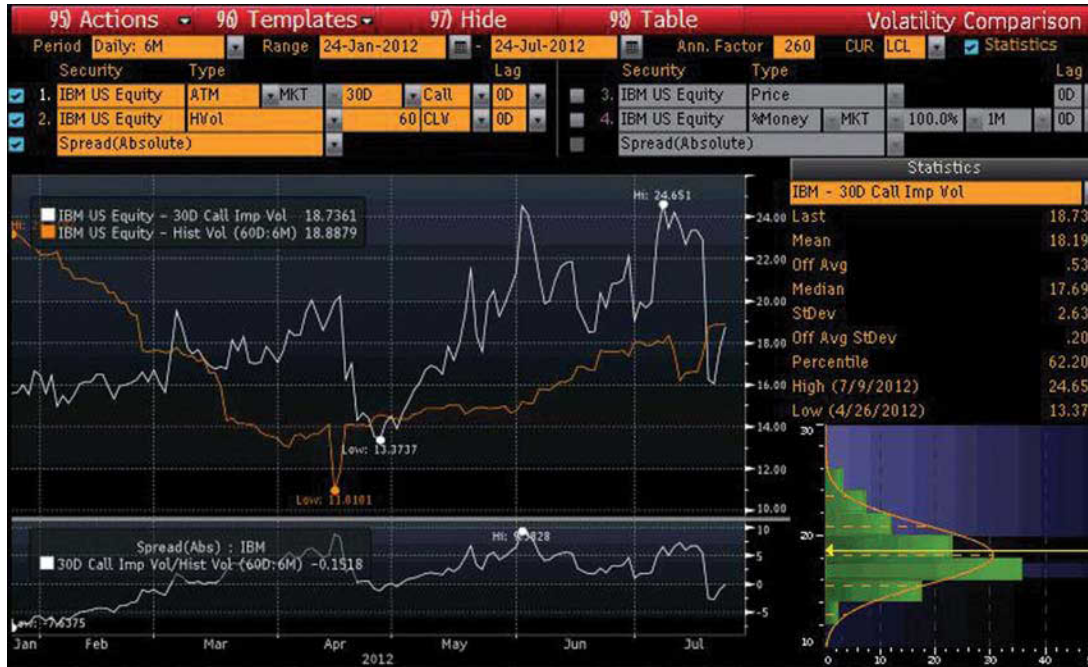 95) Actions 96) Templates 97) Hide 98) Table Volatility Comparison
Period Daily: 6M Range 24-Jan-2012 - 24-Jul-2012 Ann. Factor 260 CUR LCL Statistics
Security Type Lag Security Type Lag
1. IBM US Equity ATM MKT 30D Call 0D 3. IBM US Equity Price 0D
2. IBM US Equity HVol 60 CLV 0D 4. IBM US Equity %Money MKT 100.0% 1M 0D
Spread(Absolute) Spread(Absolute)
Statistics
IBM - 30D Call Imp Vol
Last 18.73
Mean 18.19
Off Avg .53
Median 17.69
StDev 2.63
Off Avg StDev .20
Percentile 62.20
High (7/9/2012) 24.65
Low (4/26/2012) 13.37
Hi: 24.651
IBM US Equity - 30D Call Imp Vol 18.7361
IBM US Equity - Hist Vol (60D:6M) 18.8879
Hi:
24.00
22.00
20.00
18.00
16.00
14.00
12.00
10.00
Low: 13.3737
Low: 11.0101
Spread(Abs) : IBM
30D Call Imp Vol/Hist Vol (60D:6M) -0.1518
Hi:
Low: -7.6375
10
5
0
-5
Jan Feb Mar Apr May Jun Jul
2012
30
20
10
0 10 20 30 40